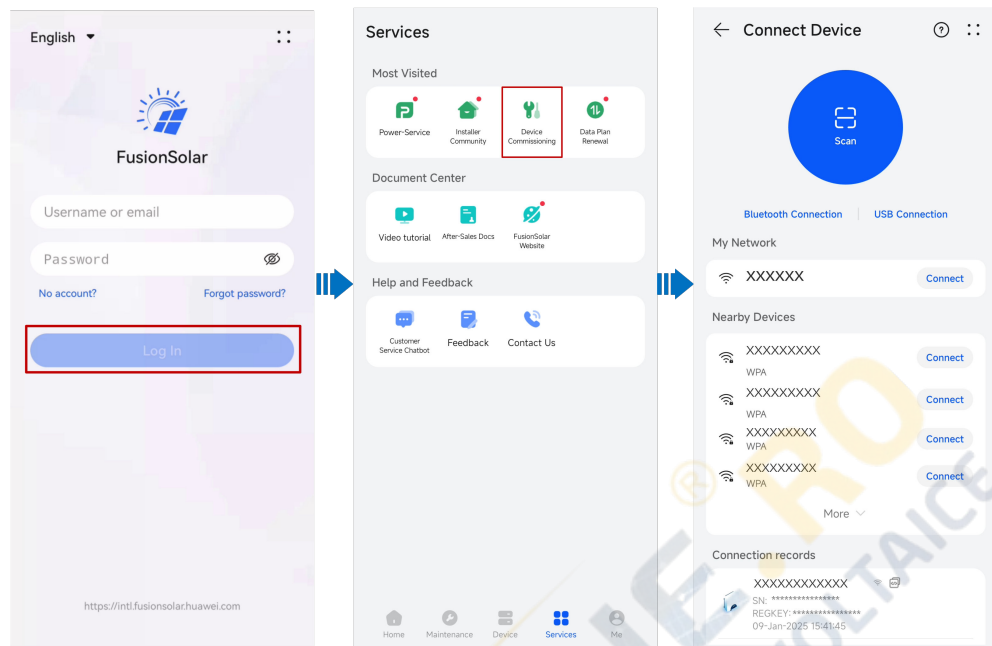 English
FusionSolar
Username or email
Password
No account? Forgot password?
Log In
https://intl.fusionsolar.huawei.com
Services
Most Visited
Power-Service
Installer
Community
Device
Commissioning
Data Plan
Renewal
Document Center
Video tutorial
After-Sales Docs
FusionSolar
Website
Help and Feedback
Customer
Service Chatbot
Feedback
Contact Us
Home Maintenance Device Services Me
Connect Device
Scan
Bluetooth Connection USB Connection
My Network
XXXXXX Connect
Nearby Devices
XXXXXXXXX Connect
WPA
XXXXXXXXX Connect
WPA
XXXXXXXXX Connect
WPA
XXXXXXXXX Connect
WPA
More
Connection records
XXXXXXXXXXXX
SN: ****************
REGKEY: ****************
09-Jan-2025 15:41:45